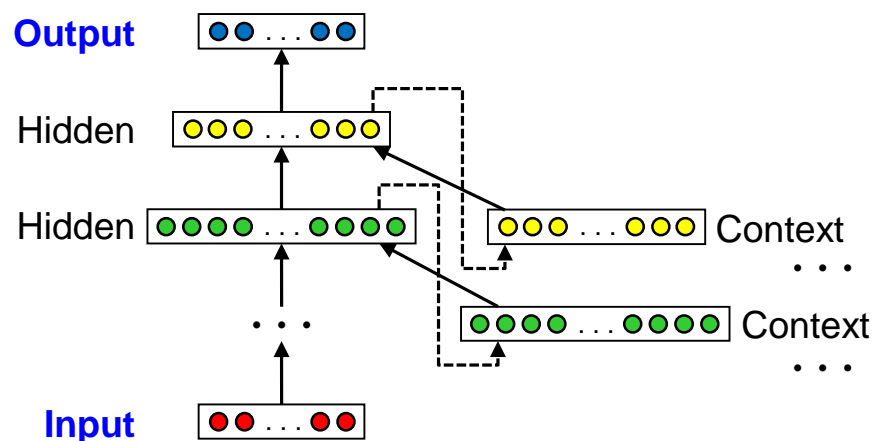 Output
. . .
Hidden
. . .
Hidden
. . .
. . .
Context
. . .
. . .
. . .
Context
. . .
Input
. . .